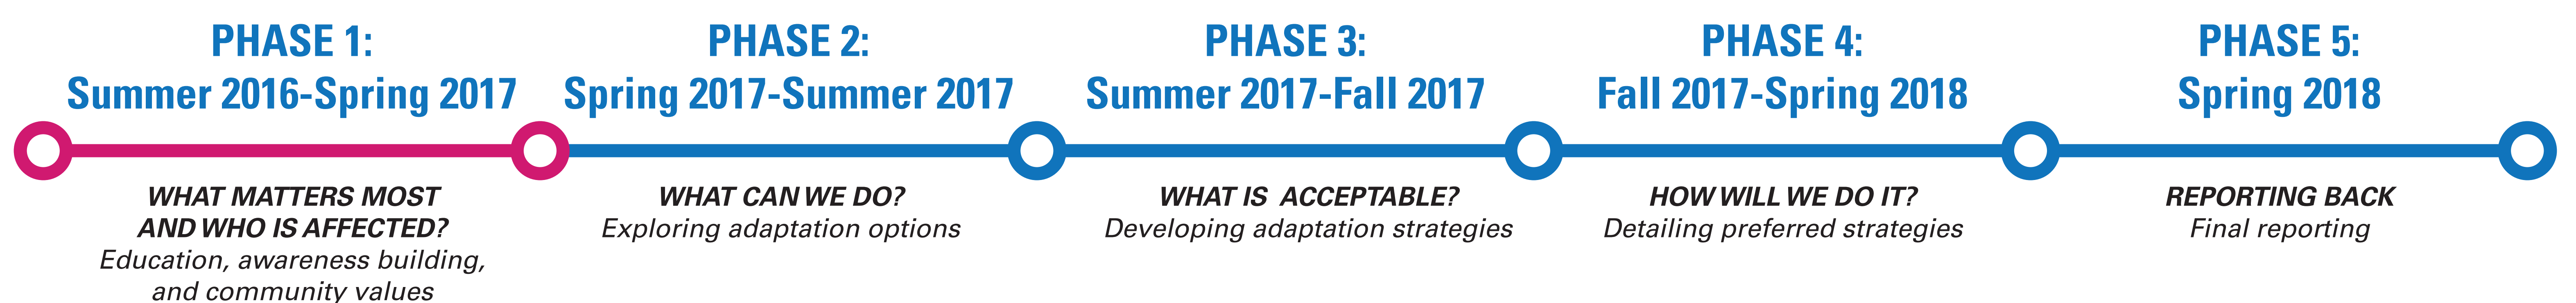 PHASE 1:
Summer 2016-Spring 2017
WHAT MATTERS MOST
AND WHO IS AFFECTED?
Education, awareness building,
and community values
PHASE 2:
Spring 2017-Summer 2017
WHAT CAN WE DO?
Exploring adaptation options
PHASE 3:
Summer 2017-Fall 2017
WHAT IS ACCEPTABLE?
Developing adaptation strategies
PHASE 4:
Fall 2017-Spring 2018
HOW WILL WE DO IT?
Detailing preferred strategies
PHASE 5:
Spring 2018
REPORTING BACK
Final reporting